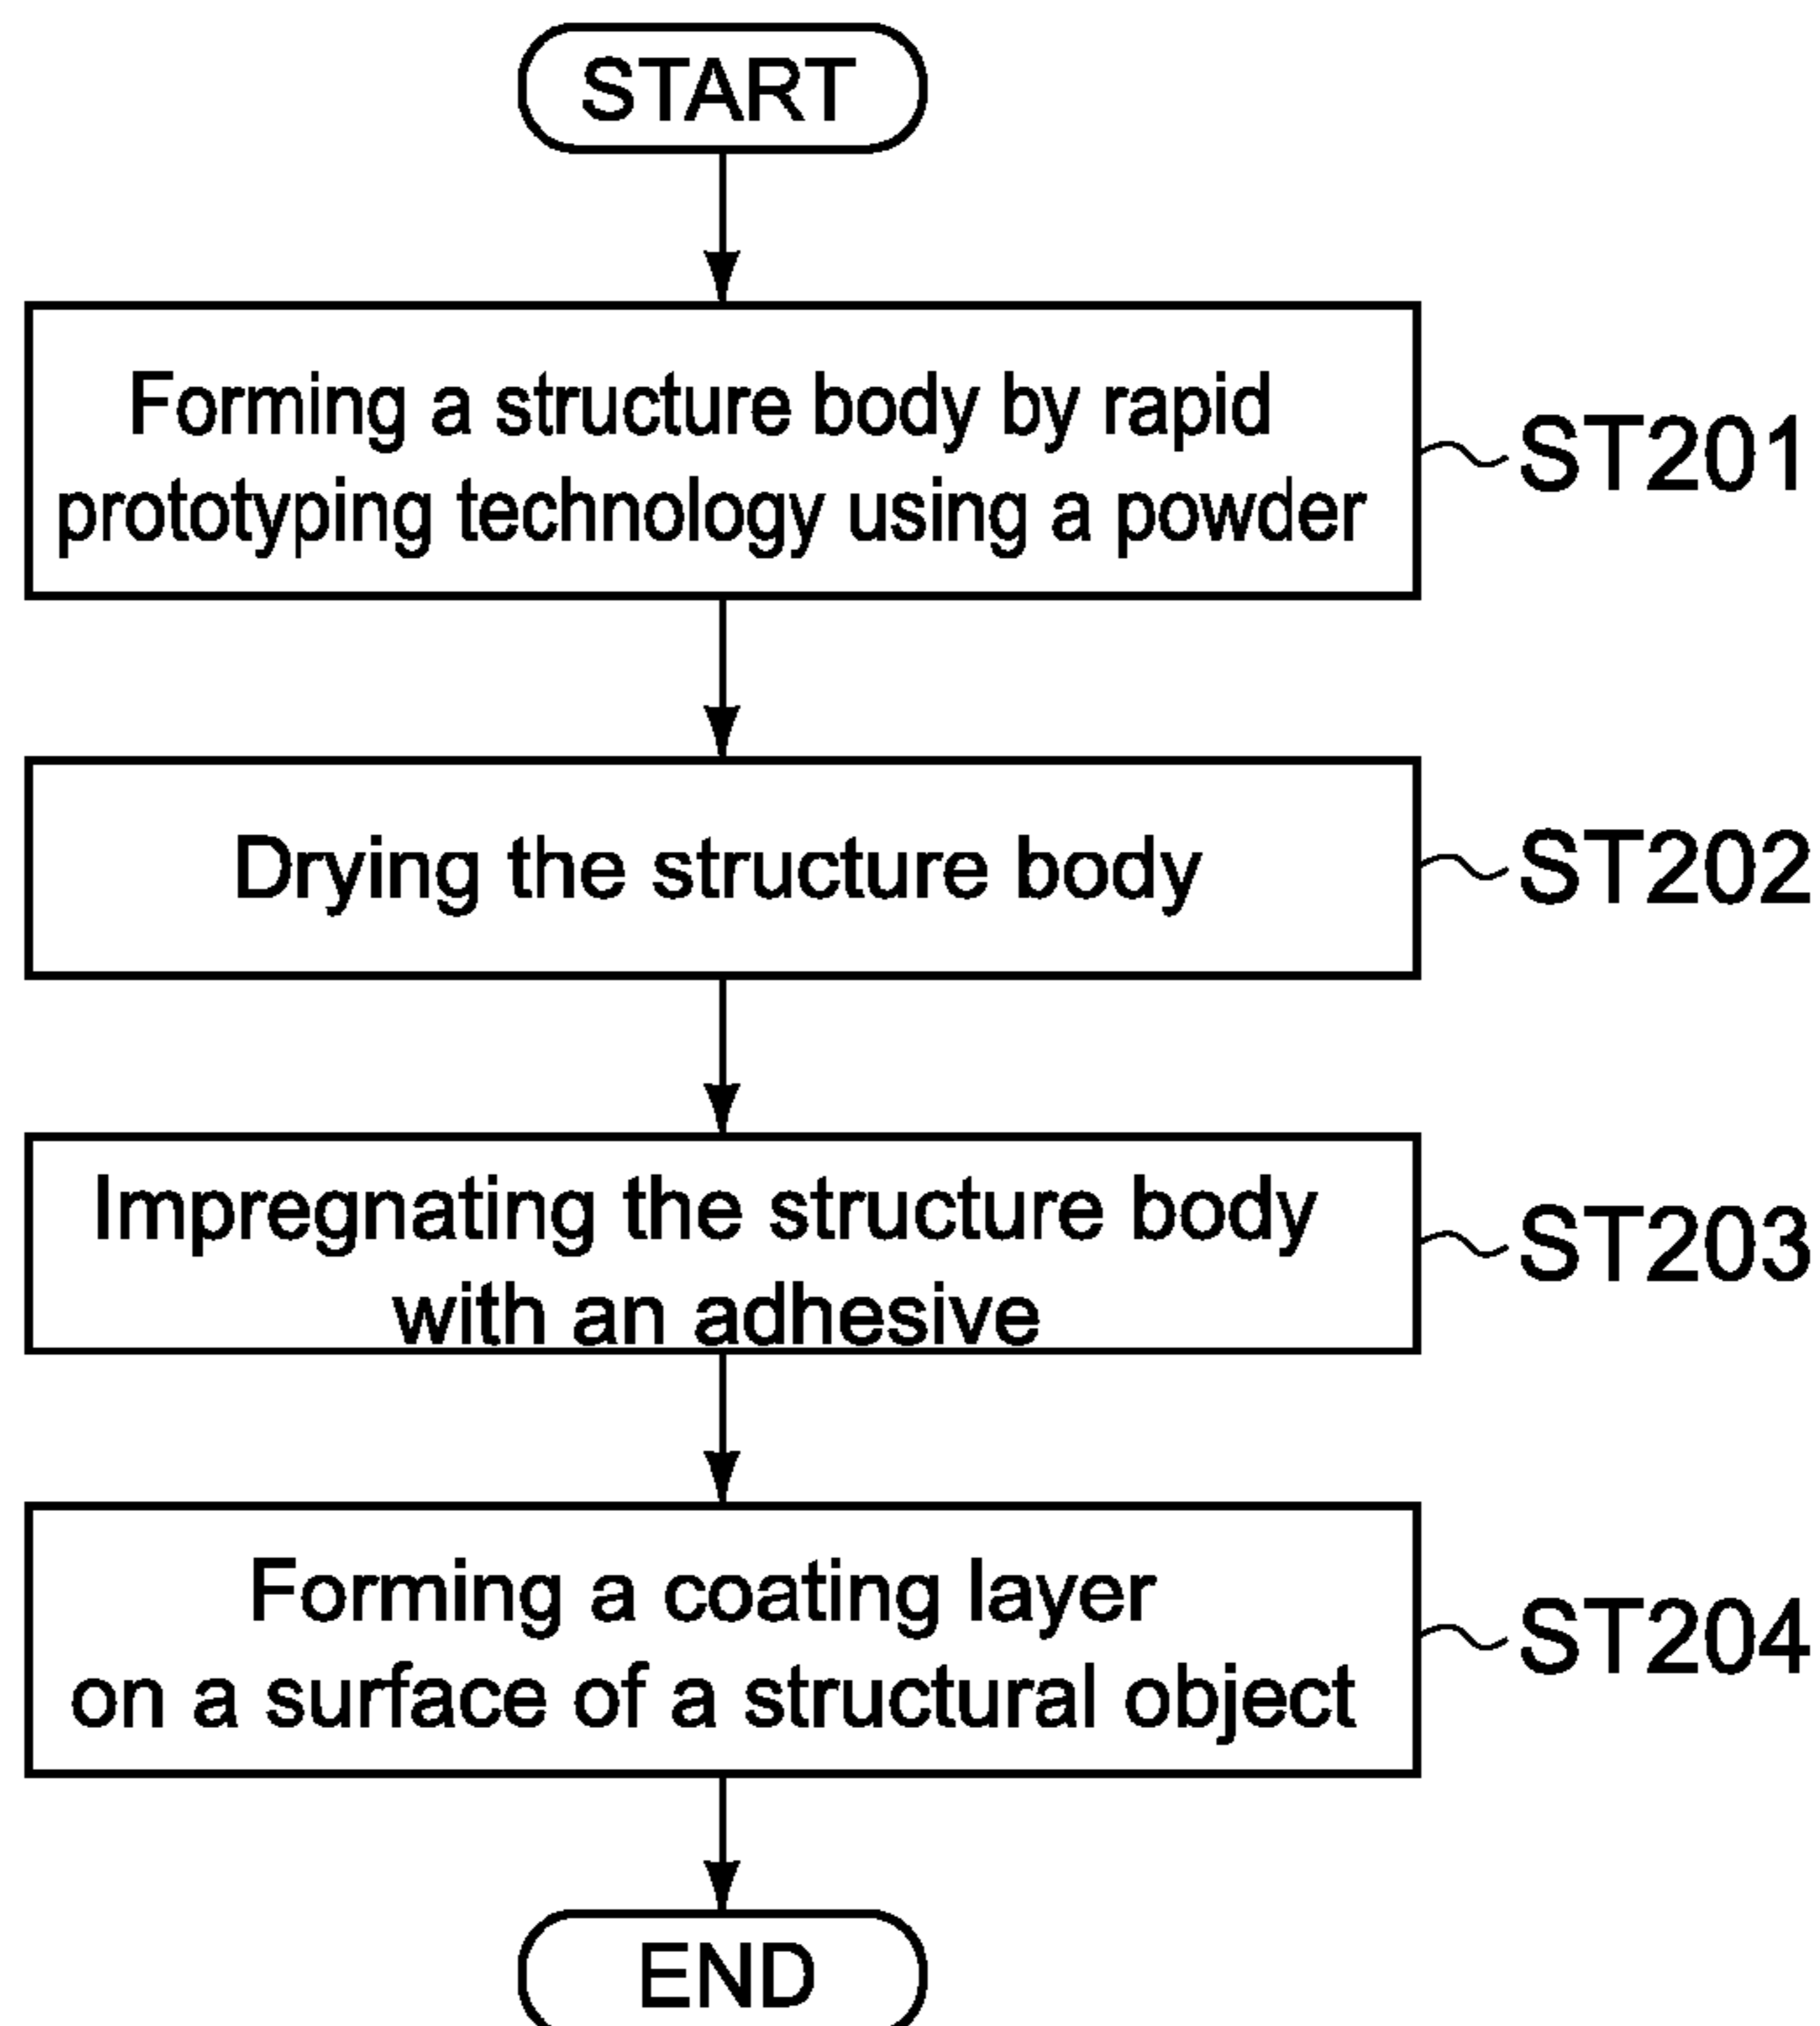 START
Forming a structure body by rapid
prototyping technology using a powder
ST201
Drying the structure body
ST202
Impregnating the structure body
with an adhesive
ST203
Forming a coating layer
on a surface of a structural object
ST204
END